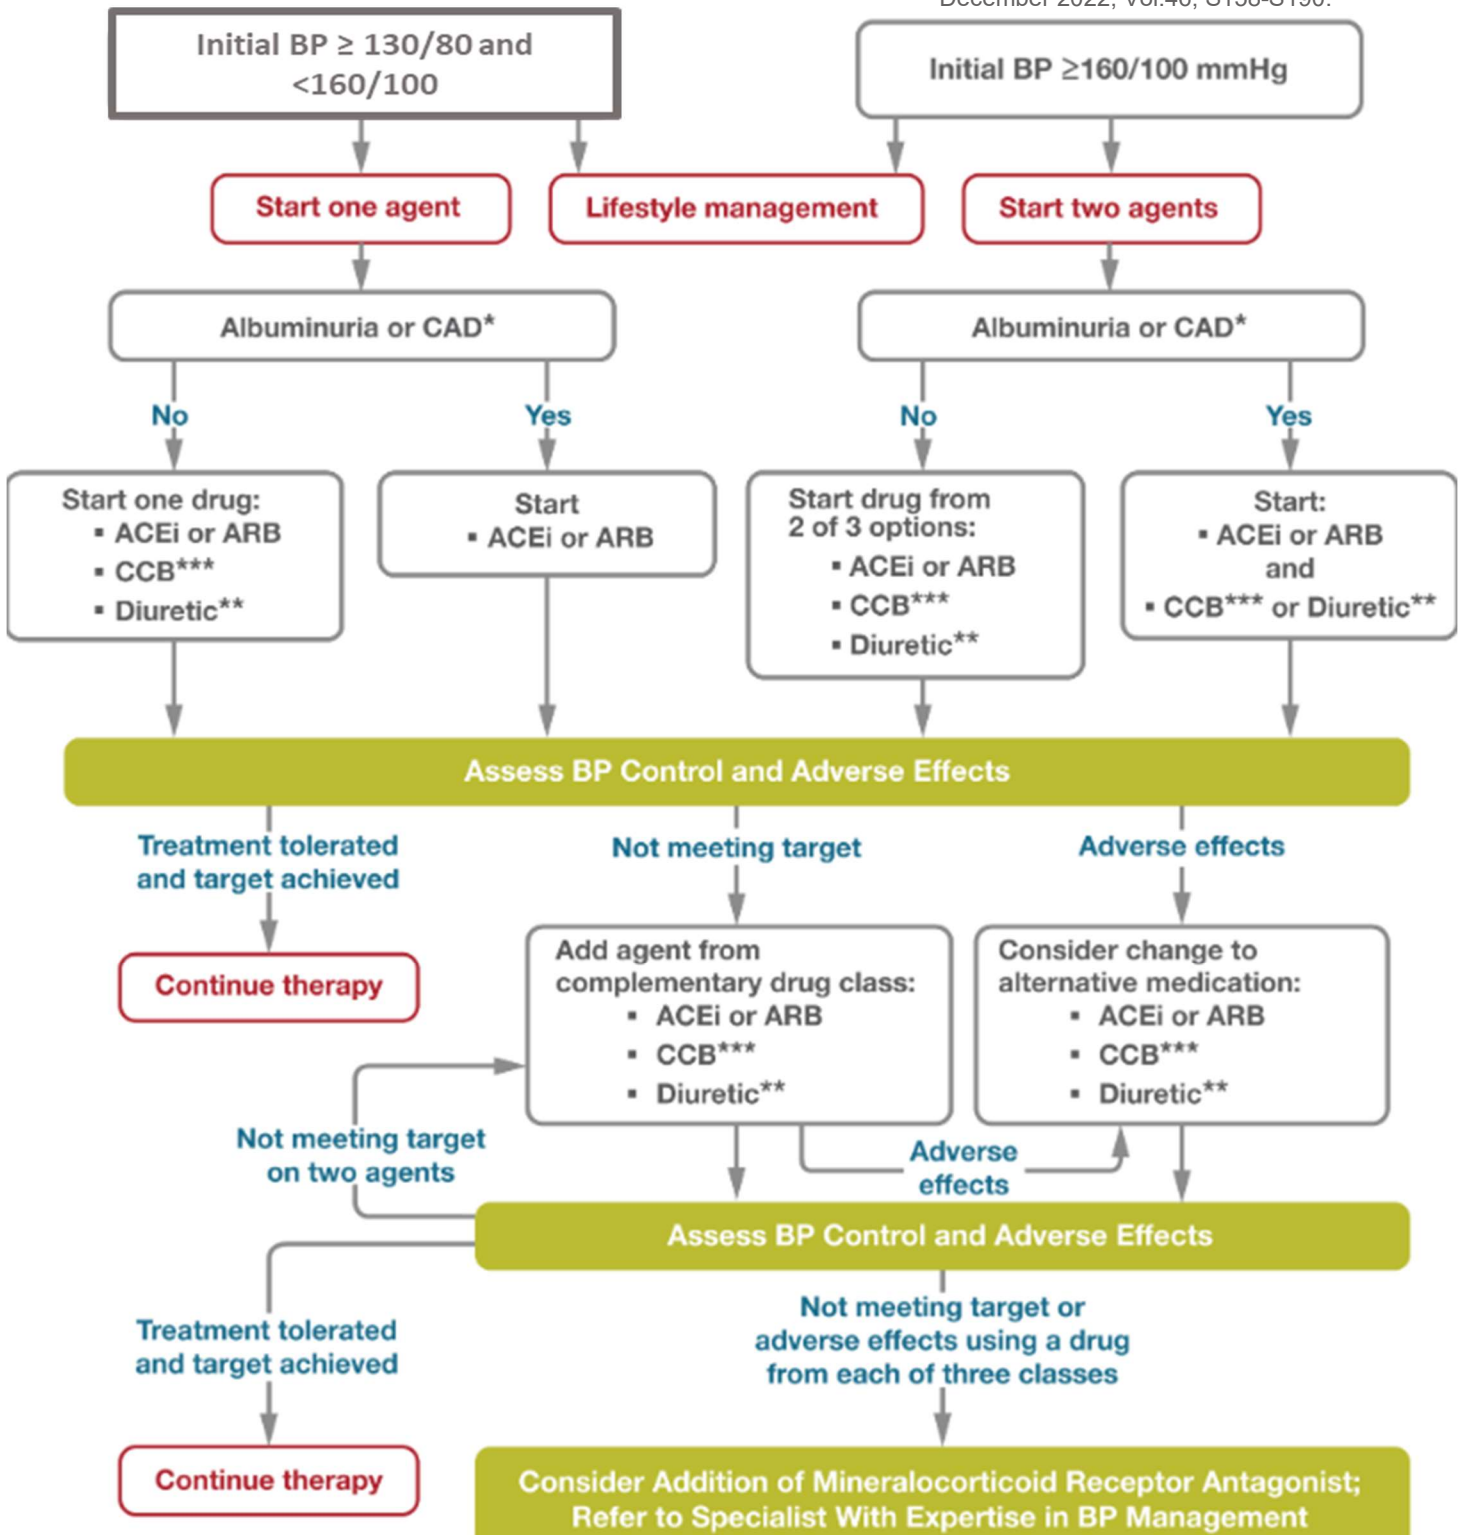 December 2022, Vol.46, S158-S190.
Initial BP ≥ 130/80 and
<160/100
Initial BP ≥160/100 mmHg
Start one agent
Lifestyle management
Start two agents
Albuminuria or CAD*
Albuminuria or CAD*
No
Yes
No
Yes
Start one drug:
▪ ACEi or ARB
▪ CCB***
▪ Diuretic**
Start
▪ ACEi or ARB
Start drug from
2 of 3 options:
▪ ACEi or ARB
▪ CCB***
▪ Diuretic**
Start:
▪ ACEi or ARB
and
▪ CCB*** or Diuretic**
Assess BP Control and Adverse Effects
Treatment tolerated
and target achieved
Not meeting target
Adverse effects
Continue therapy
Add agent from
complementary drug class:
▪ ACEi or ARB
▪ CCB***
▪ Diuretic**
Consider change to
alternative medication:
▪ ACEi or ARB
▪ CCB***
▪ Diuretic**
Not meeting target
on two agents
Adverse
effects
Assess BP Control and Adverse Effects
Treatment tolerated
and target achieved
Not meeting target or
adverse effects using a drug
from each of three classes
Continue therapy
Consider Addition of Mineralocorticoid Receptor Antagonist;
Refer to Specialist With Expertise in BP Management